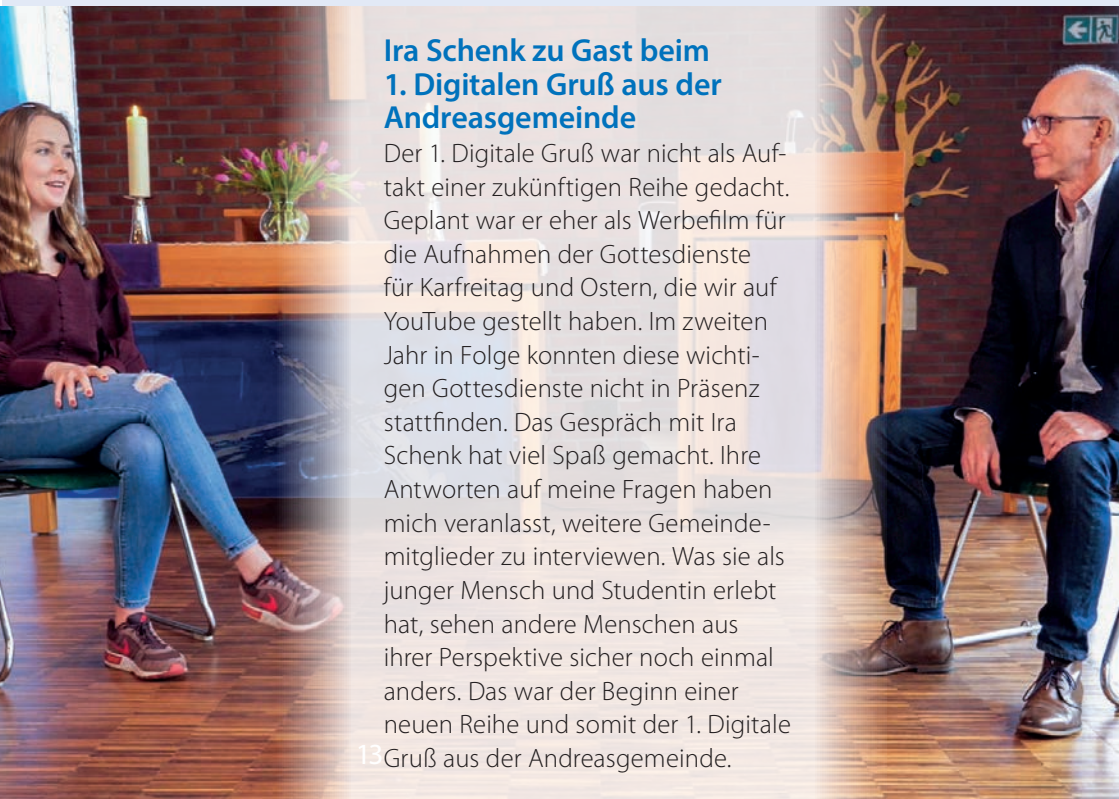 Ira Schenk zu Gast beim
1. Digitalen Gruß aus der
Andreasgemeinde
Der 1. Digitale Gruß war nicht als Auf-
takt einer zukünftigen Reihe gedacht.
Geplant war er eher als Werbefilm für
die Aufnahmen der Gottesdienste
für Karfreitag und Ostern, die wir auf
YouTube gestellt haben. Im zweiten
Jahr in Folge konnten diese wichti-
gen Gottesdienste nicht in Präsenz
stattfinden. Das Gespräch mit Ira
Schenk hat viel Spaß gemacht. Ihre
Antworten auf meine Fragen haben
mich veranlasst, weitere Gemeinde-
mitglieder zu interviewen. Was sie als
junger Mensch und Studentin erlebt
hat, sehen andere Menschen aus
ihrer Perspektive sicher noch einmal
anders. Das war der Beginn einer
neuen Reihe und somit der 1. Digitale
Gruß aus der Andreasgemeinde.
13